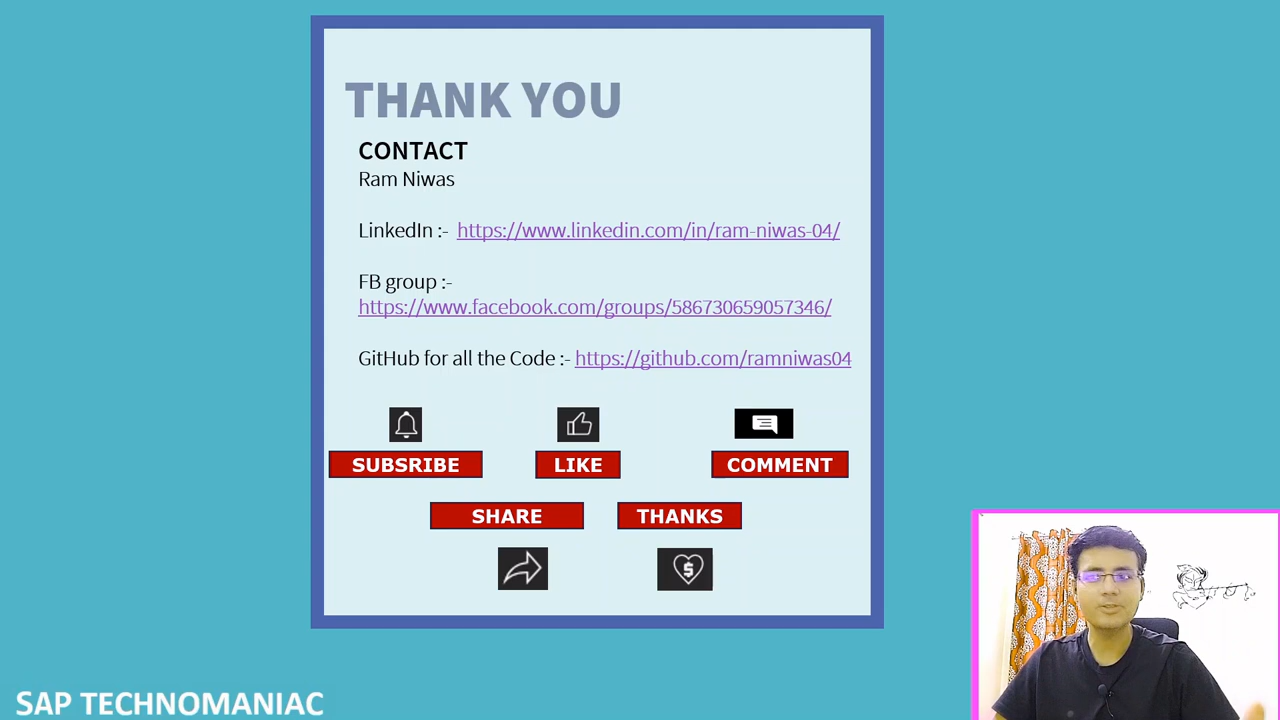 THANK YOU
CONTACT
Ram Niwas
LinkedIn :- https://www.linkedin.com/in/ram-niwas-04/
FB group :-
https://www.facebook.com/groups/586730659057346/
GitHub for all the Code :- https://github.com/ramniwas04
SUBSRIBE LIKE COMMENT
SHARE THANKS
$
SAP TECHNOMANIAC